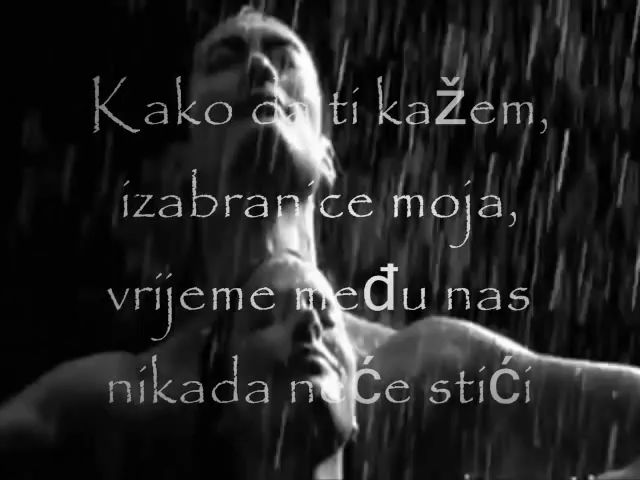 Kako da ti kažem,
izabranice moja,
vrijeme među nas
nikada neće stići